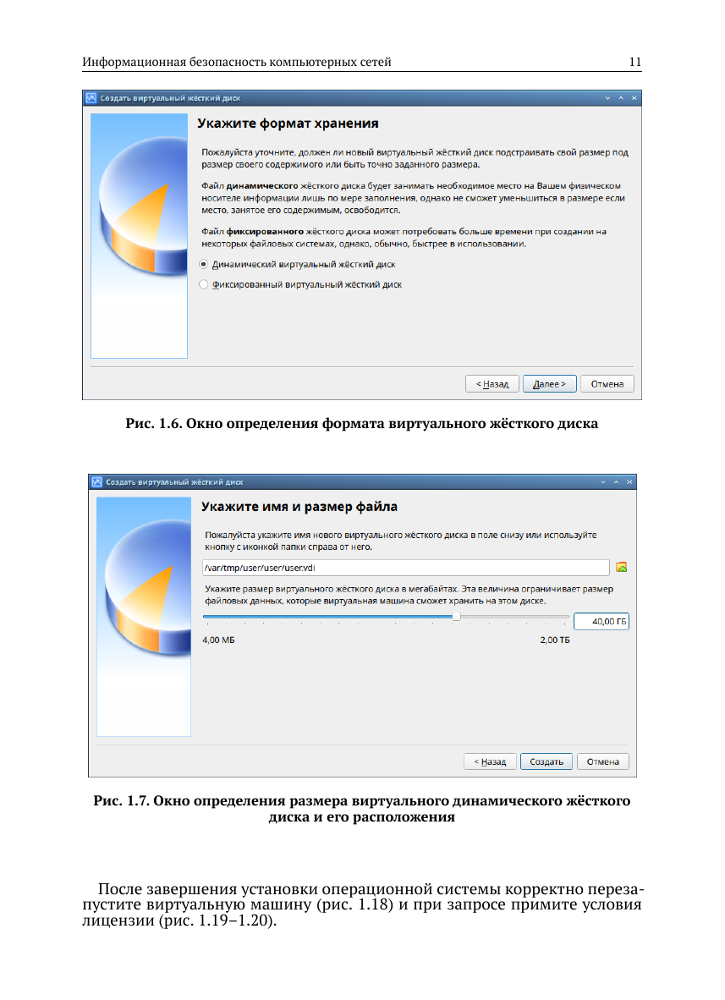 Информационная безопасность компьютерных сетей 11
Создать виртуальный жёсткий диск
Укажите формат хранения
Пожалуйста уточните, должен ли новый виртуальный жёсткий диск подстраивать свой размер под
размер своего содержимого или быть точно заданного размера.
Файл динамического жёсткого диска будет занимать необходимое место на Вашем физическом
носителе информации лишь по мере заполнения, однако не сможет уменьшиться в размере если
место, занятое его содержимым, освободится.
Файл фиксированного жёсткого диска может потребовать больше времени при создании на
некоторых файловых системах, однако, обычно, быстрее в использовании.
Динамический виртуальный жёсткий диск
Фиксированный виртуальный жёсткий диск
< Назад Далее > Отмена
Рис. 1.6. Окно определения формата виртуального жёсткого диска
Создать виртуальный жёсткий диск
Укажите имя и размер файла
Пожалуйста укажите имя нового виртуального жёсткого диска в поле снизу или используйте
кнопку с иконкой папки справа от него.
/var/tmp/user/user/user.vdi
Укажите размер виртуального жёсткого диска в мегабайтах. Эта величина ограничивает размер
файловых данных, которые виртуальная машина сможет хранить на этом диске.
40,00 ГБ
4,00 МБ 2,00 ТБ
< Назад Создать Отмена
Рис. 1.7. Окно определения размера виртуального динамического жёсткого
диска и его расположения
После завершения установки операционной системы корректно переза-
пустите виртуальную машину (рис. 1.18) и при запросе примите условия
лицензии (рис. 1.19–1.20).